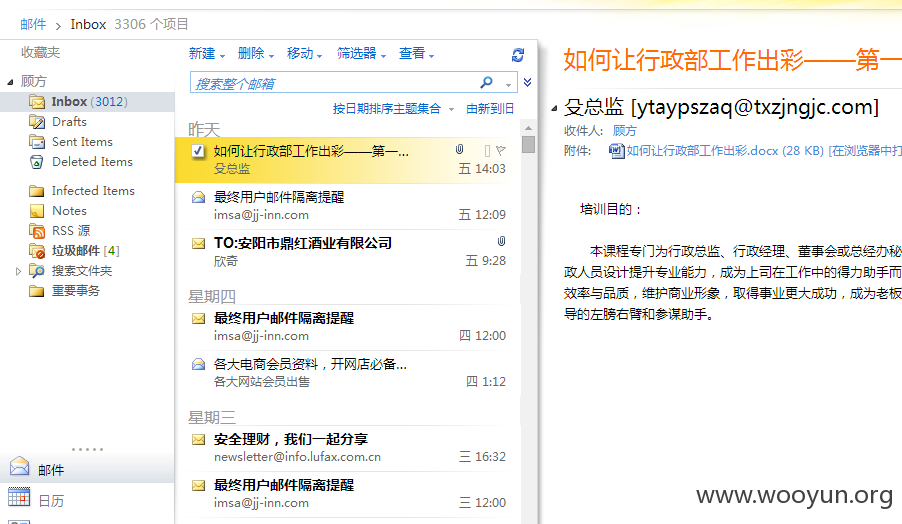 邮件 › Inbox 3306 个项目
收藏夹
顾方
Inbox (3012)
Drafts
Sent Items
Deleted Items
Infected Items
Notes
RSS 源
垃圾邮件 [4]
搜索文件夹
重要事务
邮件
日历
新建 删除 移动 筛选器 查看
搜索整个邮箱
按日期排序主题集合 由新到旧
昨天
如何让行政部工作出彩——第一...
殳总监 五 14:03
最终用户邮件隔离提醒
imsa@jj-inn.com 五 12:09
TO:安阳市鼎红酒业有限公司
欣奇 五 9:28
星期四
最终用户邮件隔离提醒
imsa@jj-inn.com 四 12:00
各大电商会员资料，开网店必备...
各大网站会员出售 四 1:12
星期三
安全理财，我们一起分享
newsletter@info.lufax.com.cn 三 16:32
最终用户邮件隔离提醒
imsa@jj-inn.com 三 12:00
如何让行政部工作出彩——第一
殳总监 [ytaypszaq@txzjngjc.com]
收件人: 顾方
附件: 如何让行政部工作出彩.docx (28 KB) [在浏览器中打
培训目的：
本课程专门为行政总监、行政经理、董事会或总经办秘
政人员设计提升专业能力，成为上司在工作中的得力助手而
效率与品质，维护商业形象，取得事业更大成功，成为老板
导的左膀右臂和参谋助手。
www.wooyun.org